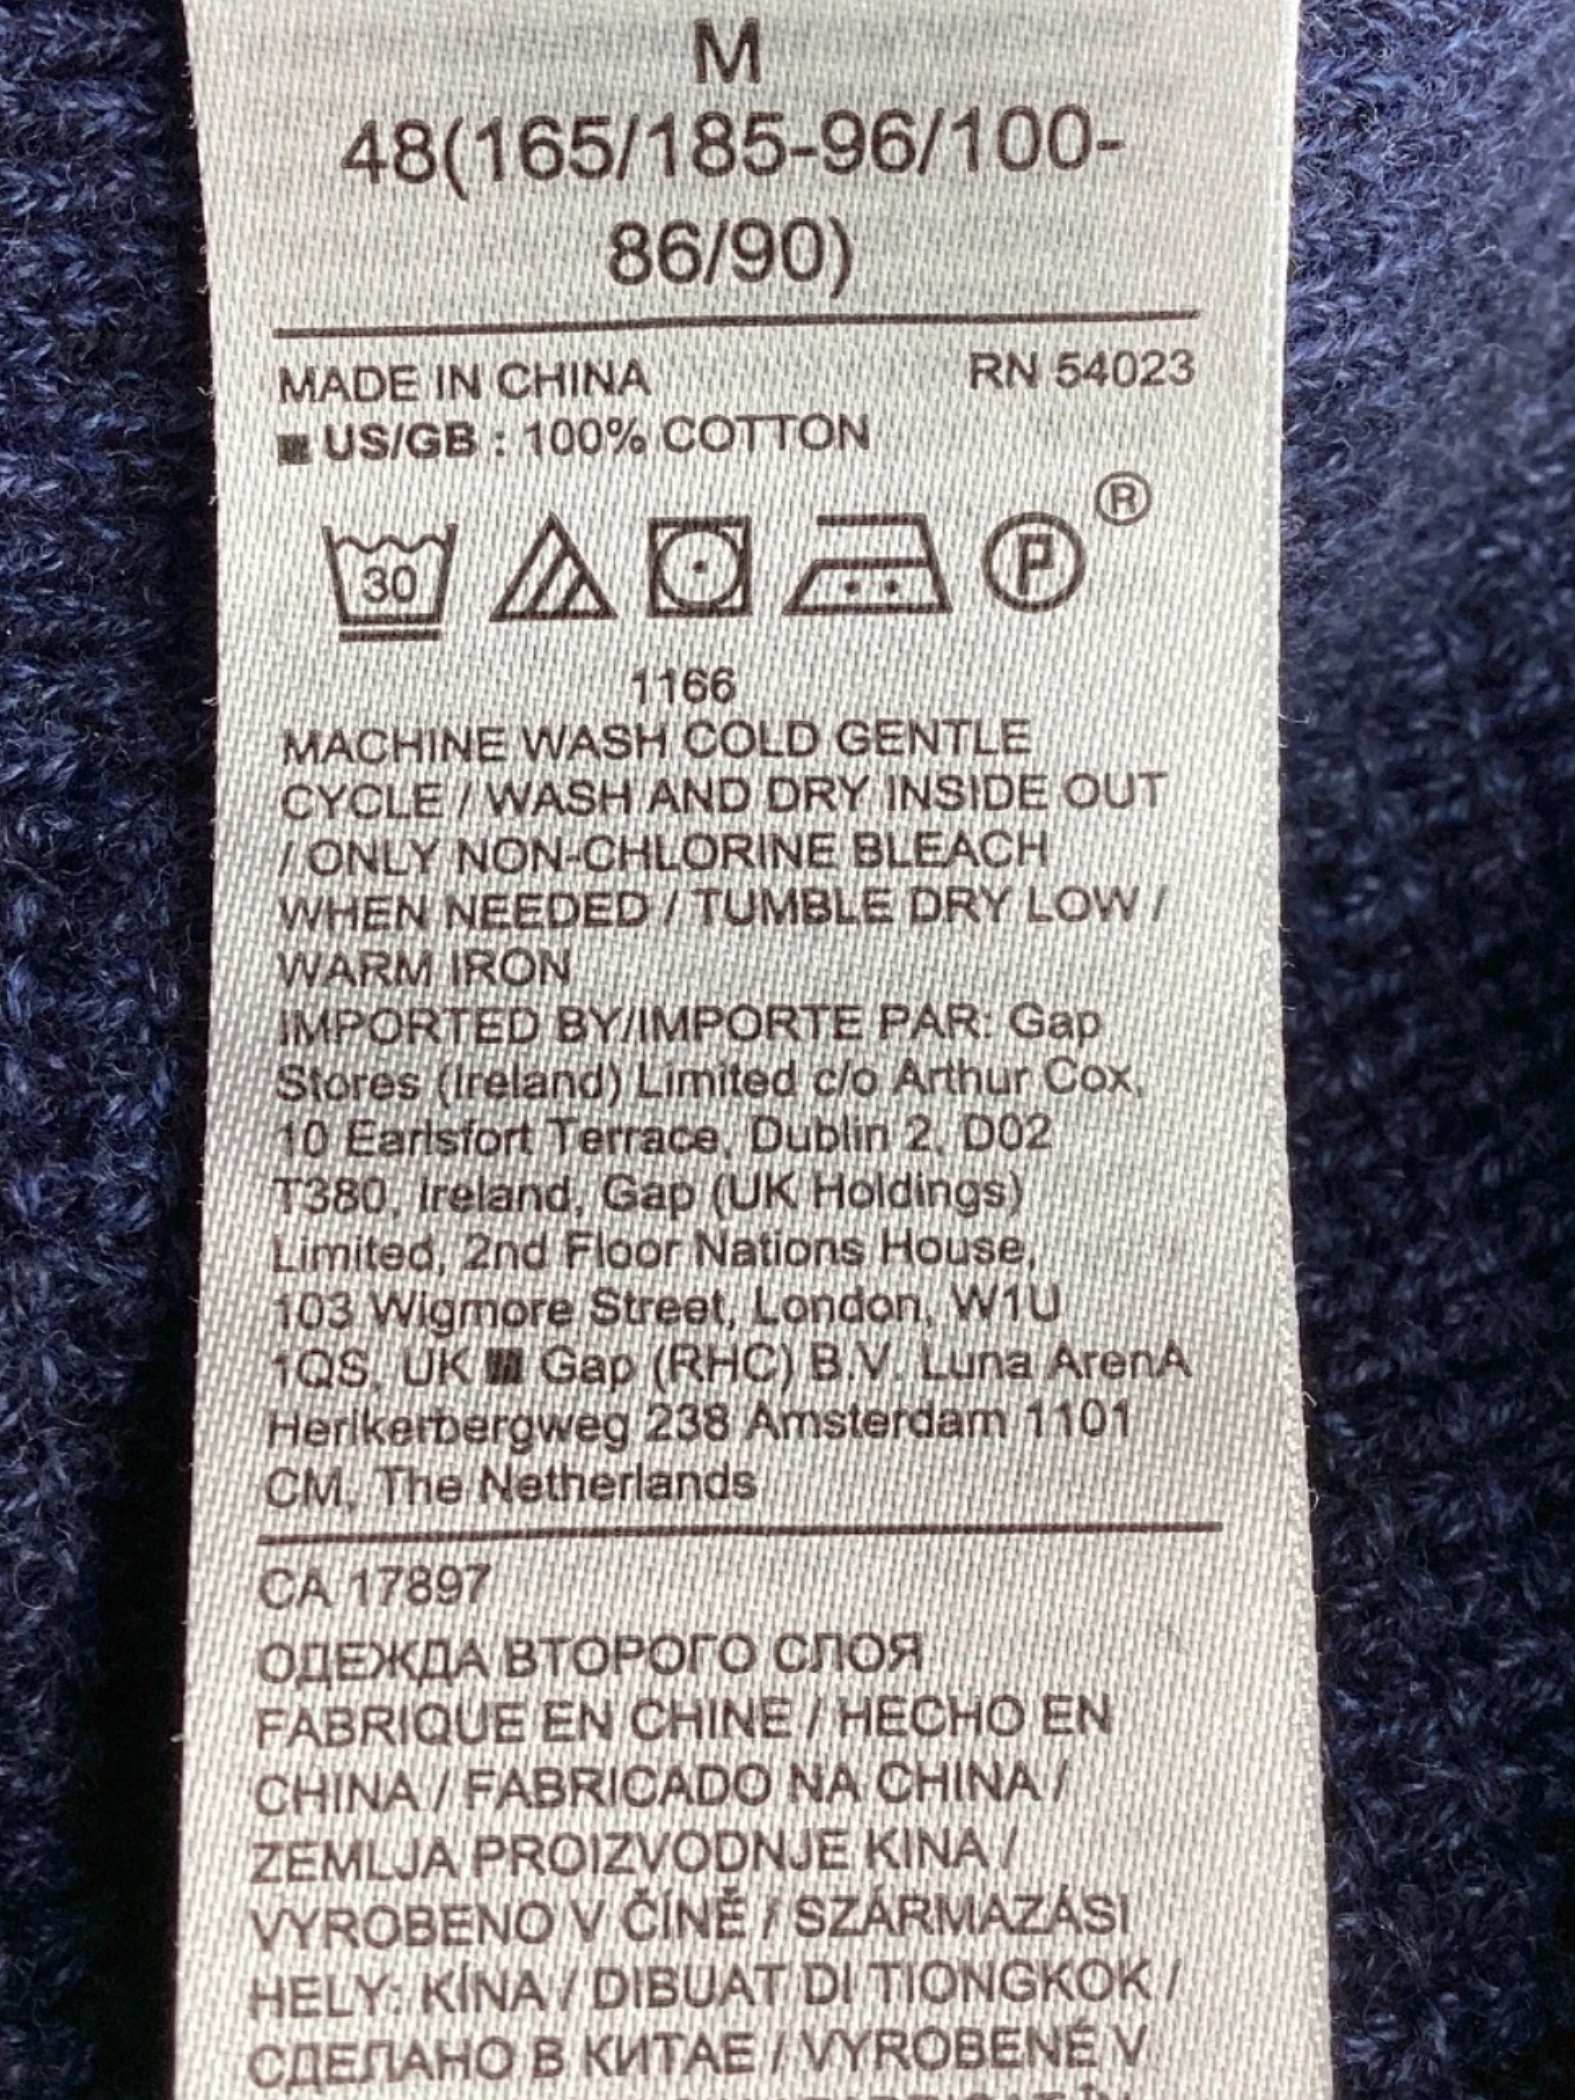 M
48(165/185-96/100-
86/90)
MADE IN CHINA RN 54023
■ US/GB : 100% COTTON
30 P ®
1166
MACHINE WASH COLD GENTLE
CYCLE / WASH AND DRY INSIDE OUT
/ ONLY NON-CHLORINE BLEACH
WHEN NEEDED / TUMBLE DRY LOW /
WARM IRON
IMPORTED BY/IMPORTE PAR: Gap
Stores (Ireland) Limited c/o Arthur Cox,
10 Earlsfort Terrace, Dublin 2, D02
T380, Ireland, Gap (UK Holdings)
Limited, 2nd Floor Nations House,
103 Wigmore Street, London, W1U
1QS, UK ■ Gap (RHC) B.V. Luna ArenA
Herikerbergweg 238 Amsterdam 1101
CM, The Netherlands
CA 17897
ОДЕЖДА ВТОРОГО СЛОЯ
FABRIQUE EN CHINE / HECHO EN
CHINA / FABRICADO NA CHINA /
ZEMLJA PROIZVODNJE KINA /
VYROBENO V ČÍNĚ / SZÁRMAZÁSI
HELY: KÍNA / DIBUAT DI TIONGKOK /
СДЕЛАНО В КИТАЕ / VYROBENÉ V